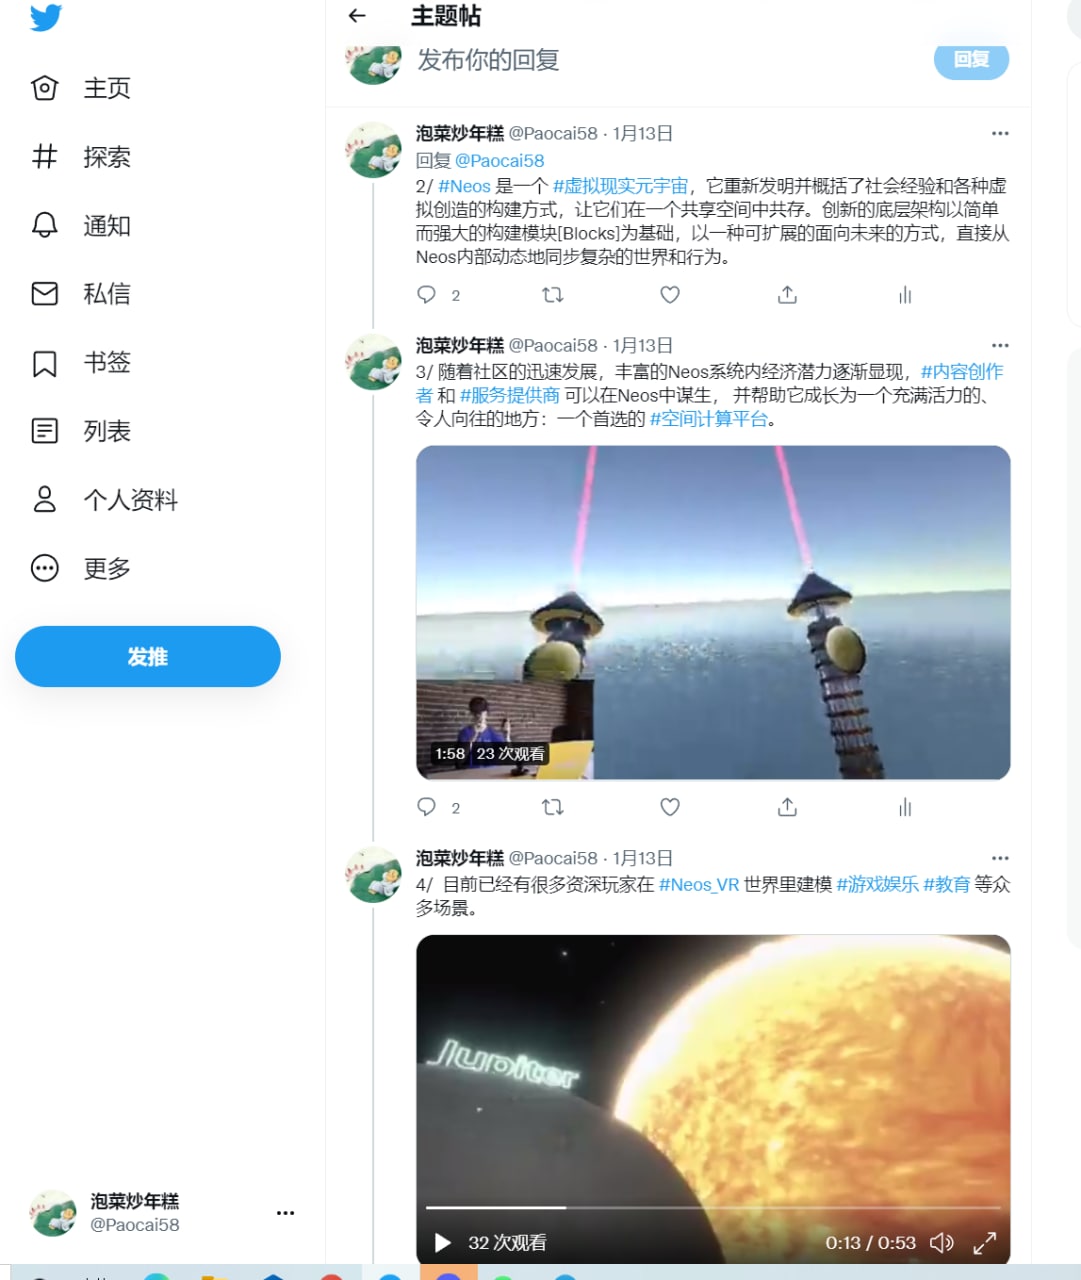 主题帖
发布你的回复
回复
主页
探索
通知
私信
书签
列表
个人资料
更多
发推
泡菜炒年糕
@Paocai58
泡菜炒年糕 @Paocai58 · 1月13日
回复 @Paocai58
2/ #Neos 是一个 #虚拟现实元宇宙，它重新发明并概括了社会经验和各种虚
拟创造的构建方式，让它们在一个共享空间中共存。创新的底层架构以简单
而强大的构建模块[Blocks]为基础，以一种可扩展的面向未来的方式，直接从
Neos内部动态地同步复杂的世界和行为。
2
泡菜炒年糕 @Paocai58 · 1月13日
3/ 随着社区的迅速发展，丰富的Neos系统内经济潜力逐渐显现，#内容创作
者 和 #服务提供商 可以在Neos中谋生， 并帮助它成长为一个充满活力的、
令人向往的地方：一个首选的 #空间计算平台。
1:58 23 次观看
2
泡菜炒年糕 @Paocai58 · 1月13日
4/ 目前已经有很多资深玩家在 #Neos_VR 世界里建模 #游戏娱乐 #教育 等众
多场景。
Jupiter
32 次观看
0:13 / 0:53